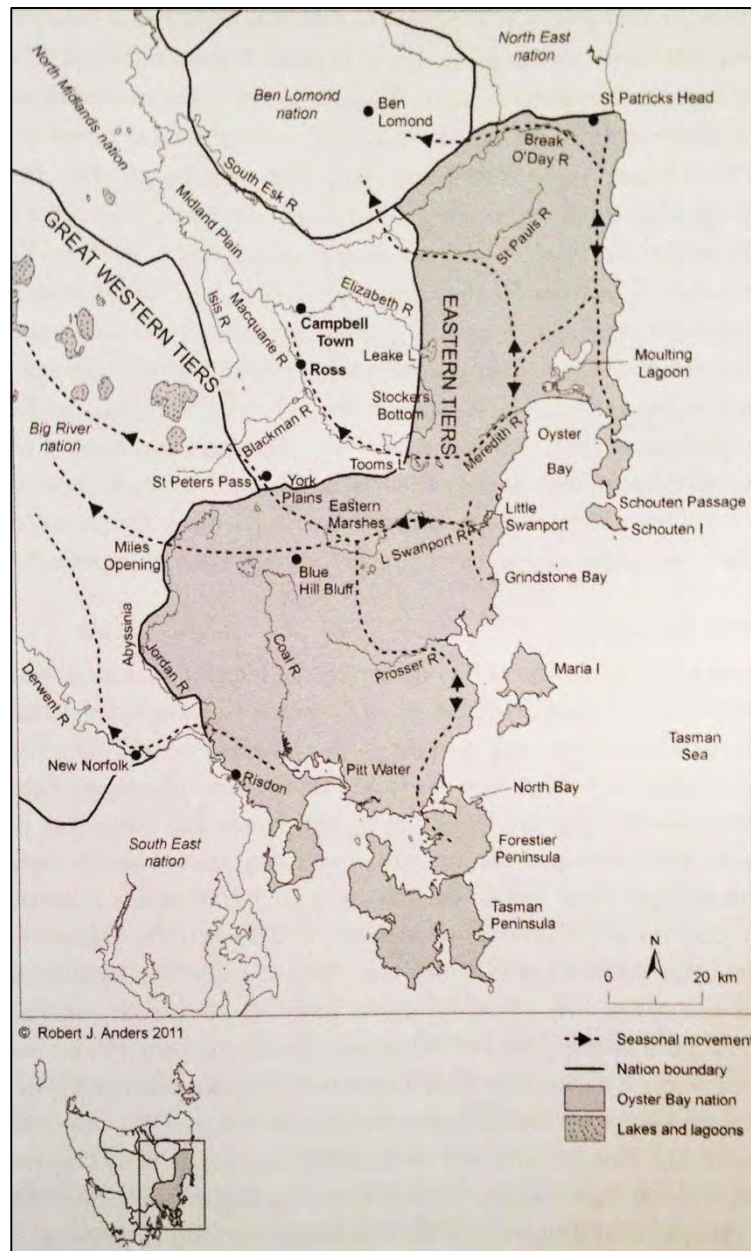 North East
nation
North Midlands nation
Ben Lomond
nation
Ben
Lomond
St Patricks Head
Break
O'Day R
South Esk R
Midland Plain
St Pauls R
GREAT WESTERN TIERS
Isis R
Macquarie R
Elizabeth R
EASTERN TIERS
Campbell
Town
Leake L
Moulting
Lagoon
Ross
Stockers
Bottom
Big River
nation
Blackman R
Meredith R
Oyster
Bay
Tooms L
St Peters Pass
York
Plains
Little
Swanport
Schouten Passage
Schouten I
Eastern
Marshes
L Swanport R
Miles
Opening
Blue
Hill Bluff
Grindstone Bay
Abyssinia
Jordan R
Coal R
Prosser R
Maria I
Derwent R
Tasman
Sea
New Norfolk
Risdon
Pitt Water
North Bay
South East
nation
Forestier
Peninsula
Tasman
Peninsula
N
0 20 km
© Robert J. Anders 2011
Seasonal movement
Nation boundary
Oyster Bay nation
Lakes and lagoons